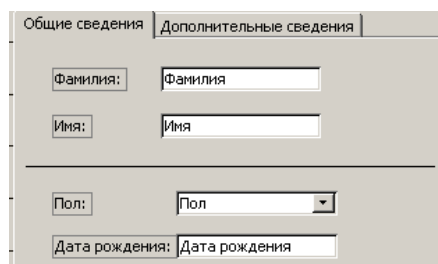 Общие сведения Дополнительные сведения
Фамилия: Фамилия
Имя: Имя
Пол: Пол
Дата рождения: Дата рождения